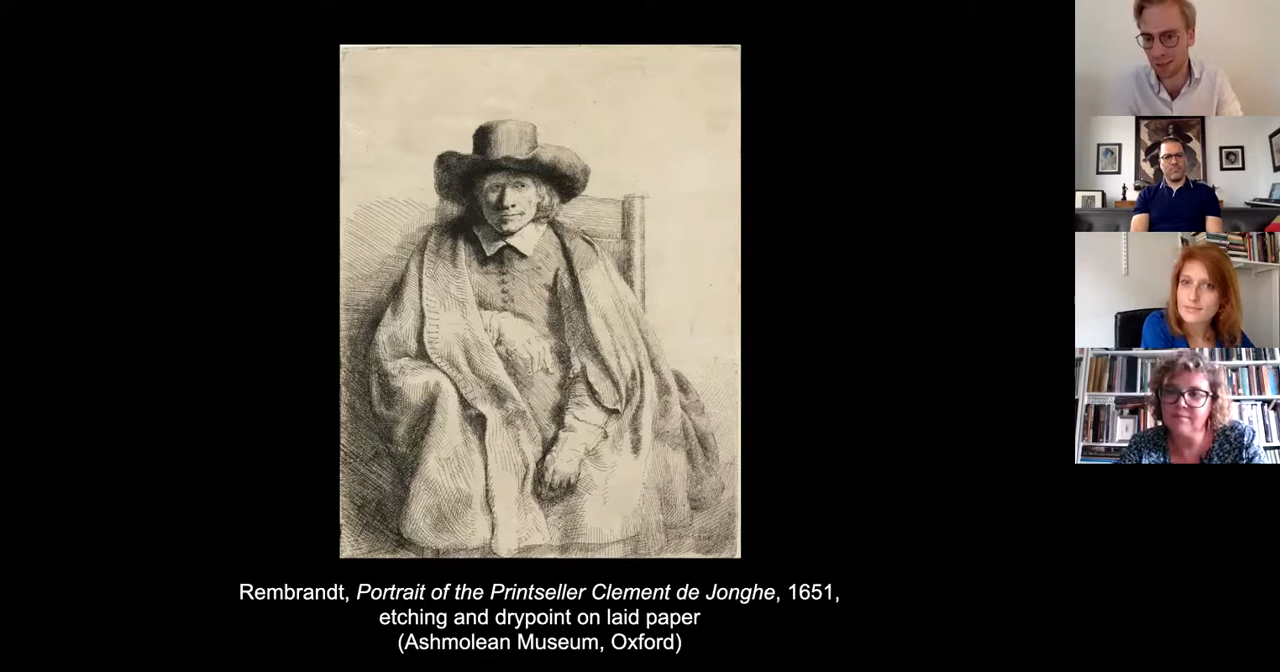 Rembrandt, Portrait of the Printseller Clement de Jonghe, 1651,
etching and drypoint on laid paper
(Ashmolean Museum, Oxford)